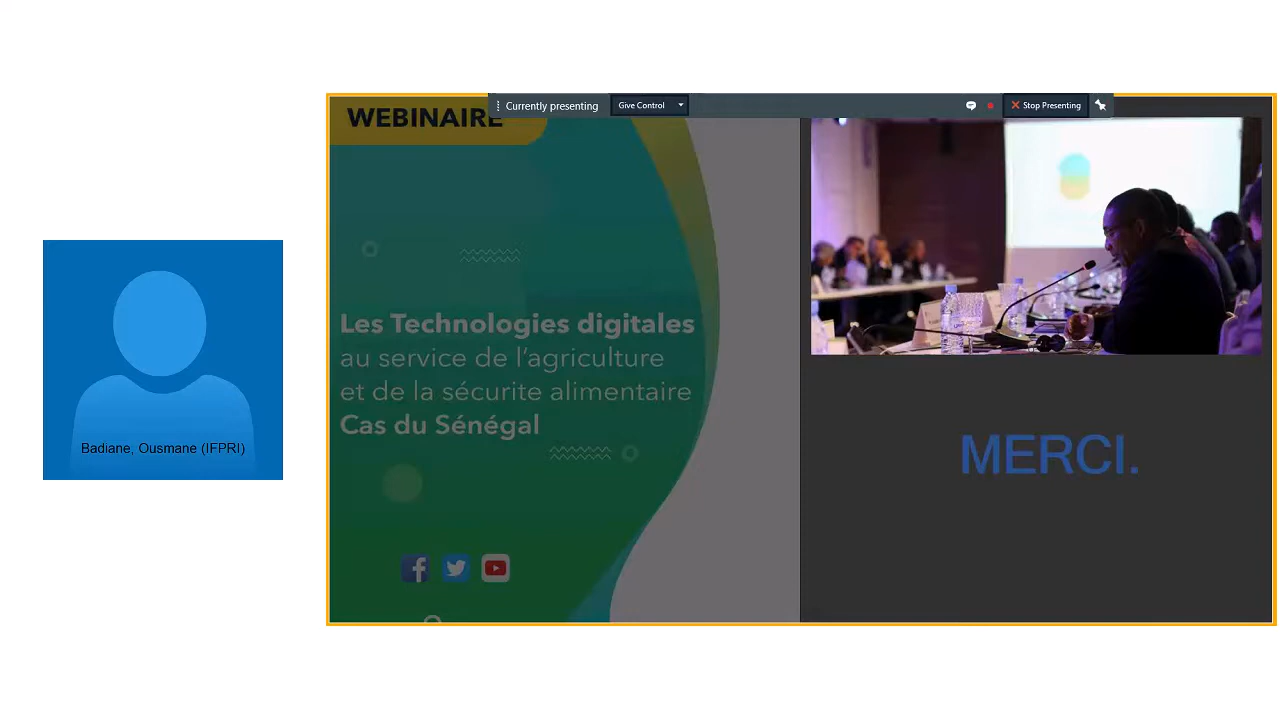 Currently presenting
Give Control
Stop Presenting
WEBINAIRE
Les Technologies digitales
au service de l'agriculture
et de la sécurite alimentaire
Cas du Sénégal
MERCI.
Badiane, Ousmane (IFPRI)